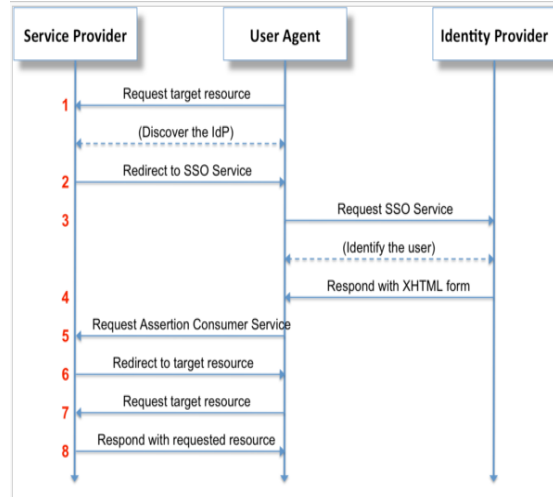 Service Provider
User Agent
Identity Provider
1
Request target resource
(Discover the IdP)
2
Redirect to SSO Service
3
Request SSO Service
(Identify the user)
4
Respond with XHTML form
5
Request Assertion Consumer Service
6
Redirect to target resource
7
Request target resource
8
Respond with requested resource